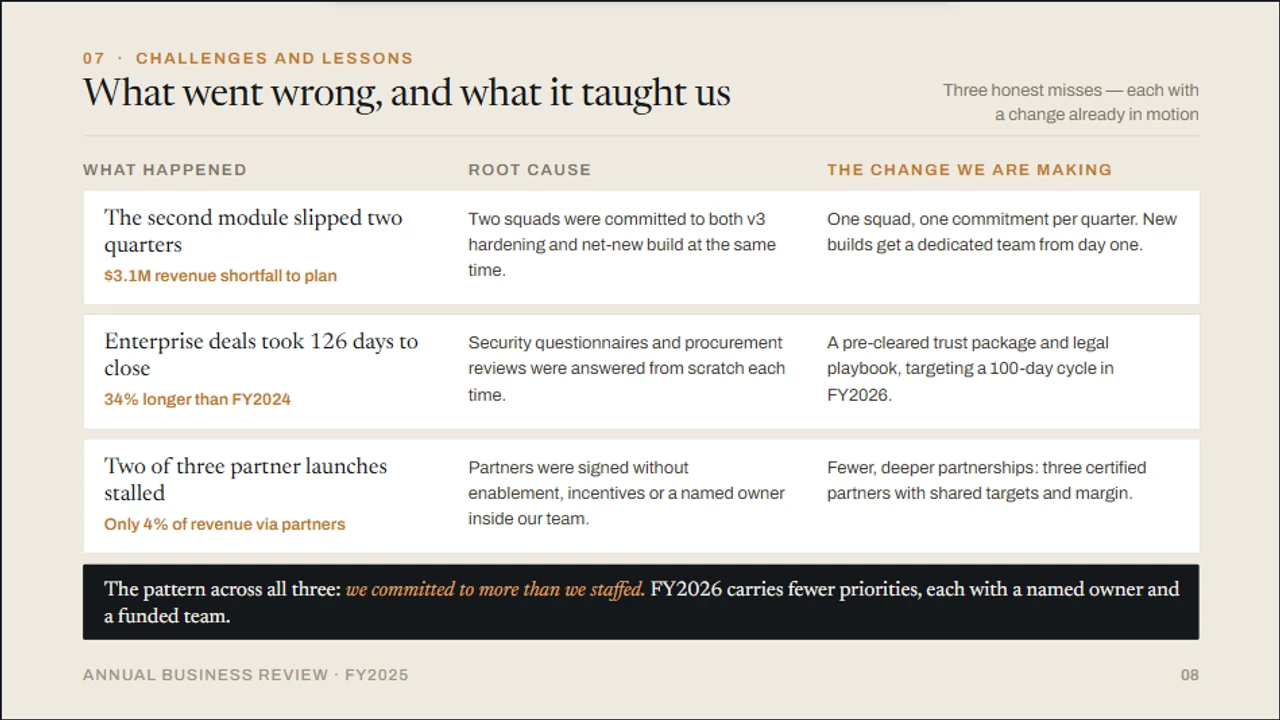 07 · CHALLENGES AND LESSONS
What went wrong, and what it taught us
Three honest misses — each with
a change already in motion
WHAT HAPPENED
ROOT CAUSE
THE CHANGE WE ARE MAKING
The second module slipped two
quarters
$3.1M revenue shortfall to plan
Two squads were committed to both v3
hardening and net-new build at the same
time.
One squad, one commitment per quarter. New
builds get a dedicated team from day one.
Enterprise deals took 126 days to
close
34% longer than FY2024
Security questionnaires and procurement
reviews were answered from scratch each
time.
A pre-cleared trust package and legal
playbook, targeting a 100-day cycle in
FY2026.
Two of three partner launches
stalled
Only 4% of revenue via partners
Partners were signed without
enablement, incentives or a named owner
inside our team.
Fewer, deeper partnerships: three certified
partners with shared targets and margin.
The pattern across all three: we committed to more than we staffed. FY2026 carries fewer priorities, each with a named owner and
a funded team.
ANNUAL BUSINESS REVIEW · FY2025
08